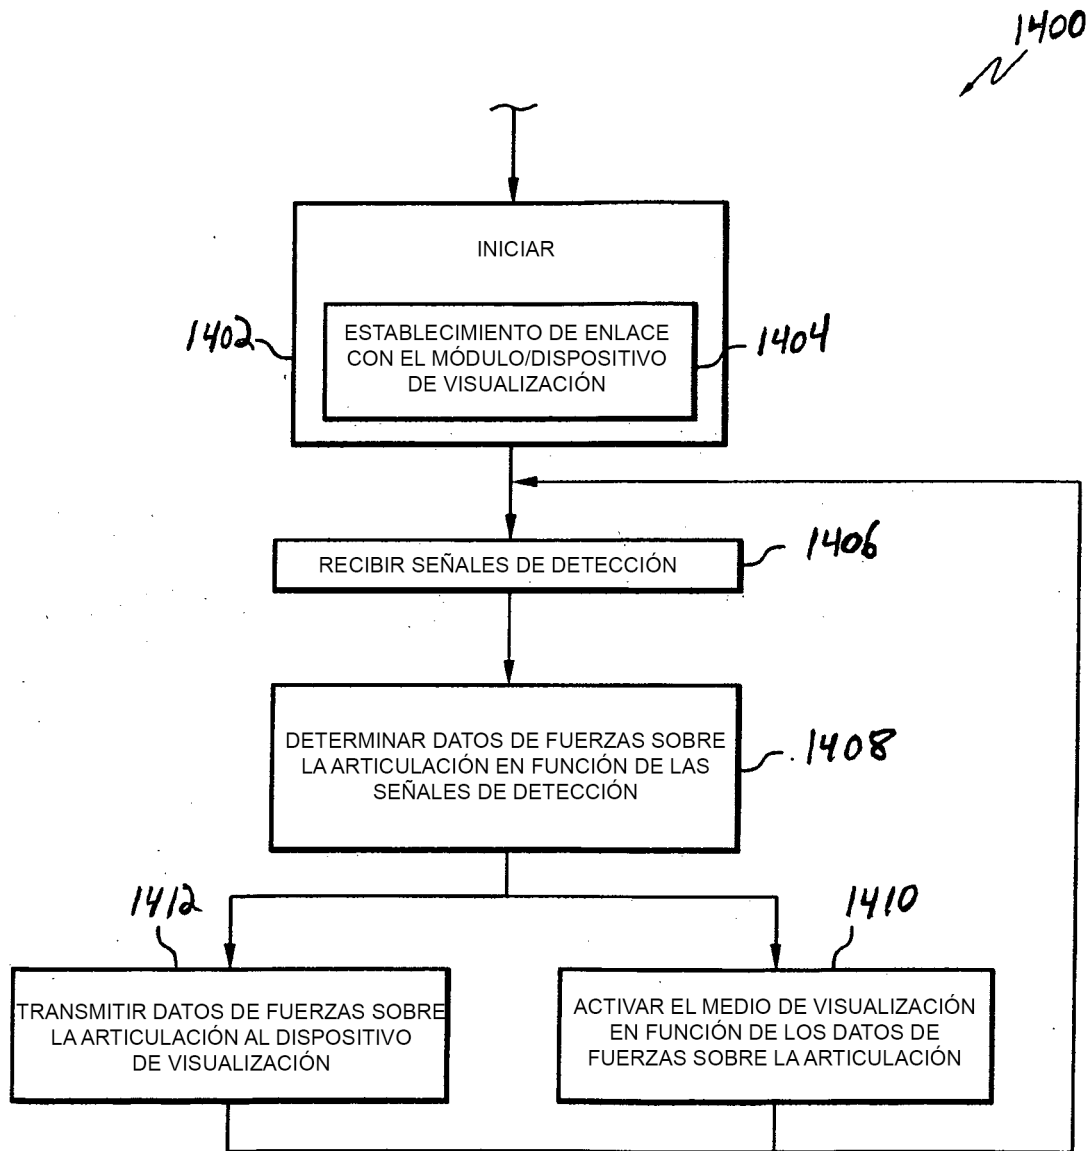 1400
INICIAR
1402
ESTABLECIMIENTO DE ENLACE
CON EL MÓDULO/DISPOSITIVO
DE VISUALIZACIÓN
1404
RECIBIR SEÑALES DE DETECCIÓN
1406
DETERMINAR DATOS DE FUERZAS SOBRE
LA ARTICULACIÓN EN FUNCIÓN DE LAS
SEÑALES DE DETECCIÓN
1408
1412
TRANSMITIR DATOS DE FUERZAS SOBRE
LA ARTICULACIÓN AL DISPOSITIVO
DE VISUALIZACIÓN
1410
ACTIVAR EL MEDIO DE VISUALIZACIÓN
EN FUNCIÓN DE LOS DATOS DE
FUERZAS SOBRE LA ARTICULACIÓN